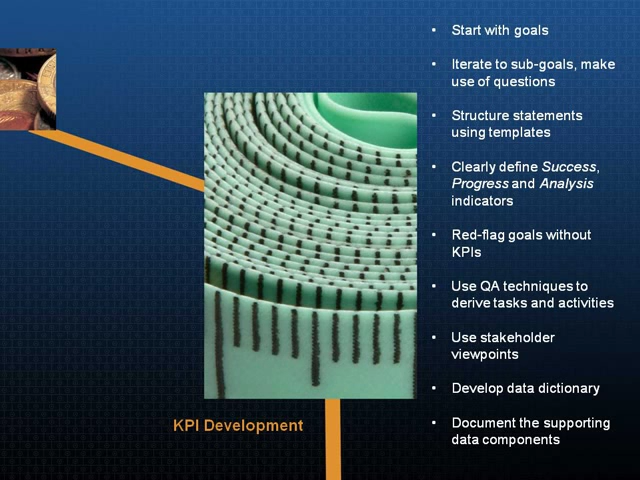 • Start with goals
• Iterate to sub-goals, make
use of questions
• Structure statements
using templates
• Clearly define Success,
Progress and Analysis
indicators
• Red-flag goals without
KPIs
• Use QA techniques to
derive tasks and activities
• Use stakeholder
viewpoints
• Develop data dictionary
• Document the supporting
data components
KPI Development